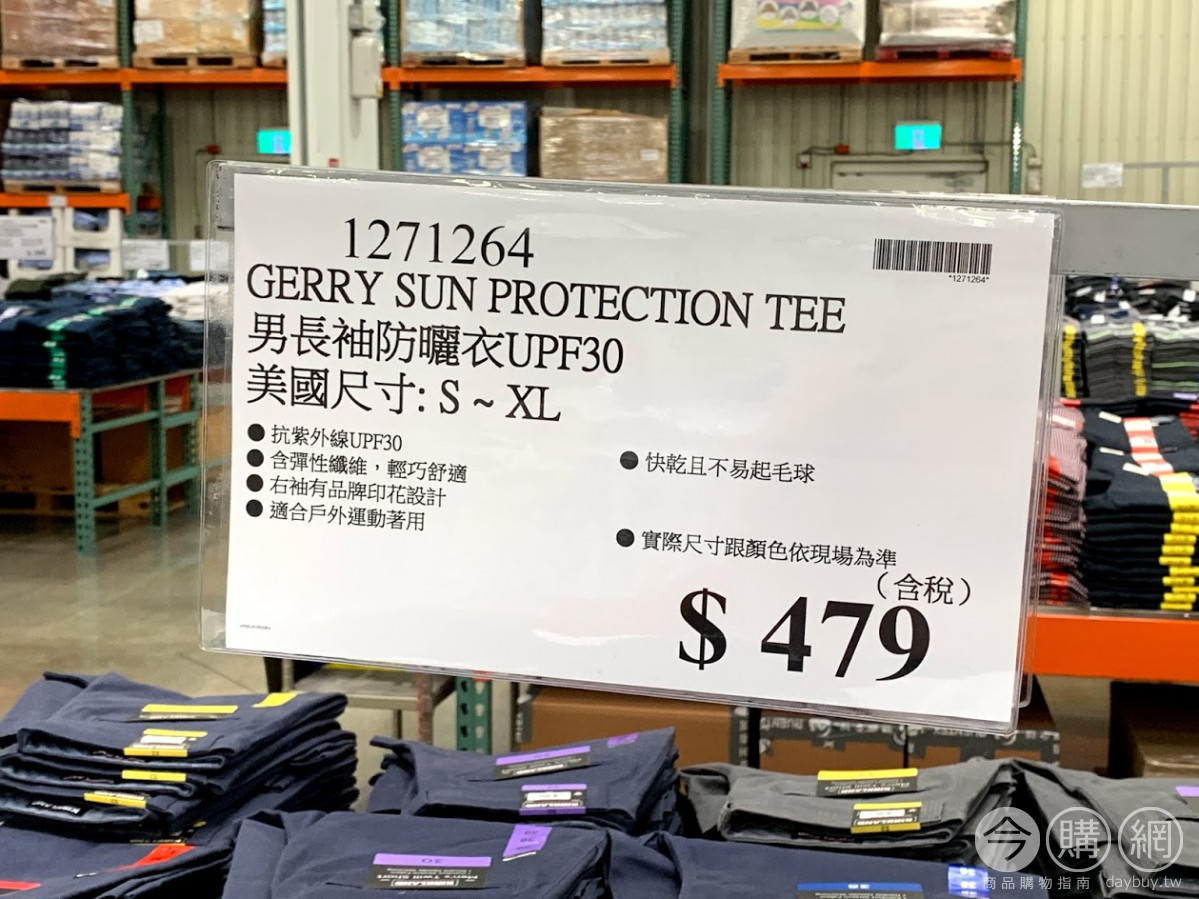 1271264
*1271264*
GERRY SUN PROTECTION TEE
男長袖防曬衣UPF30
美國尺寸: S ~ XL
● 抗紫外線UPF30
● 含彈性纖維，輕巧舒適
● 右袖有品牌印花設計
● 適合戶外運動著用
● 快乾且不易起毛球
● 實際尺寸跟顏色依現場為準
(含稅)
$ 479
30
今購網
商品購物指南 daybuy.tw